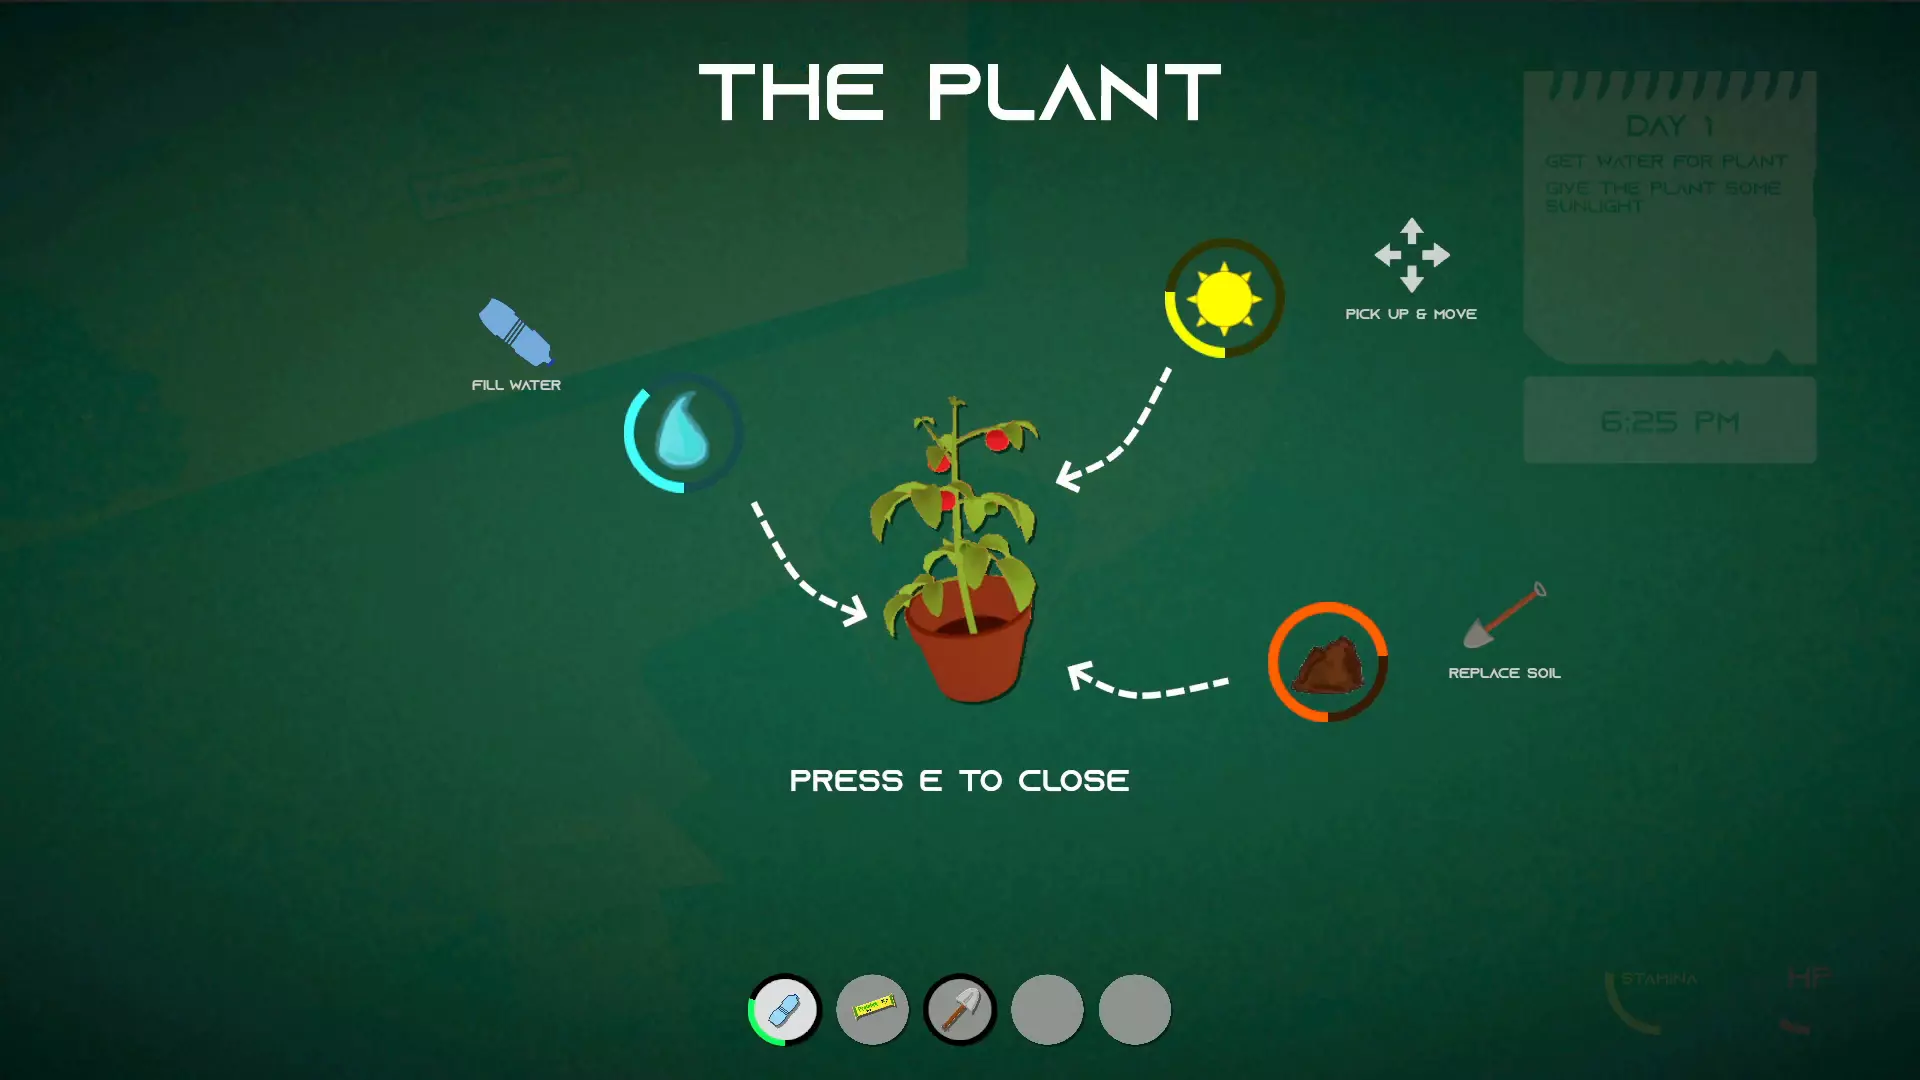 THE PLANT
DAY 1
GET WATER FOR PLANT
GIVE THE PLANT SOME
SUNLIGHT
PICK UP & MOVE
FILL WATER
6:25 PM
REPLACE SOIL
PRESS E TO CLOSE
STAMINA
HP